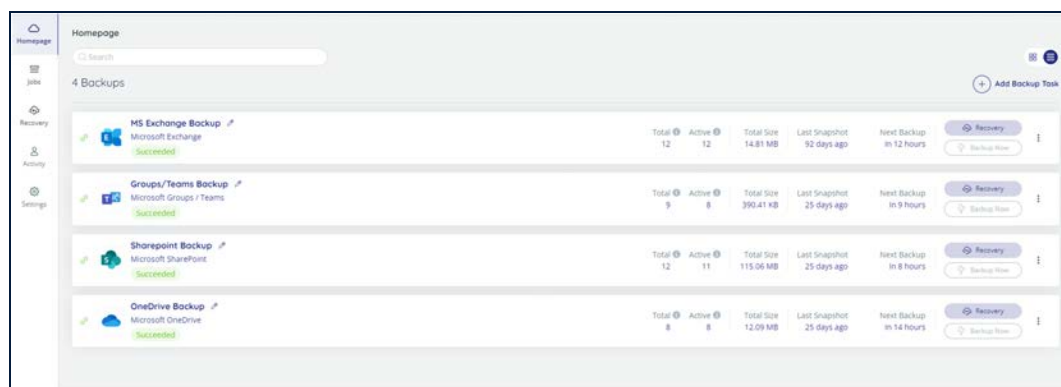 Homepage
Jobs
Recovery
Activity
Settings
Homepage
Search
4 Backups
Add Backup Task
MS Exchange Backup
Microsoft Exchange
Succeeded
Total Active Total Size Last Snapshot Next Backup
12 12 14.81 MB 92 days ago In 12 hours
Recovery
Backup Now
Groups/Teams Backup
Microsoft Groups / Teams
Succeeded
Total Active Total Size Last Snapshot Next Backup
9 8 390.41 KB 25 days ago In 9 hours
Recovery
Backup Now
Sharepoint Backup
Microsoft SharePoint
Succeeded
Total Active Total Size Last Snapshot Next Backup
12 11 115.06 MB 25 days ago In 8 hours
Recovery
Backup Now
OneDrive Backup
Microsoft OneDrive
Succeeded
Total Active Total Size Last Snapshot Next Backup
8 8 12.09 MB 25 days ago In 14 hours
Recovery
Backup Now